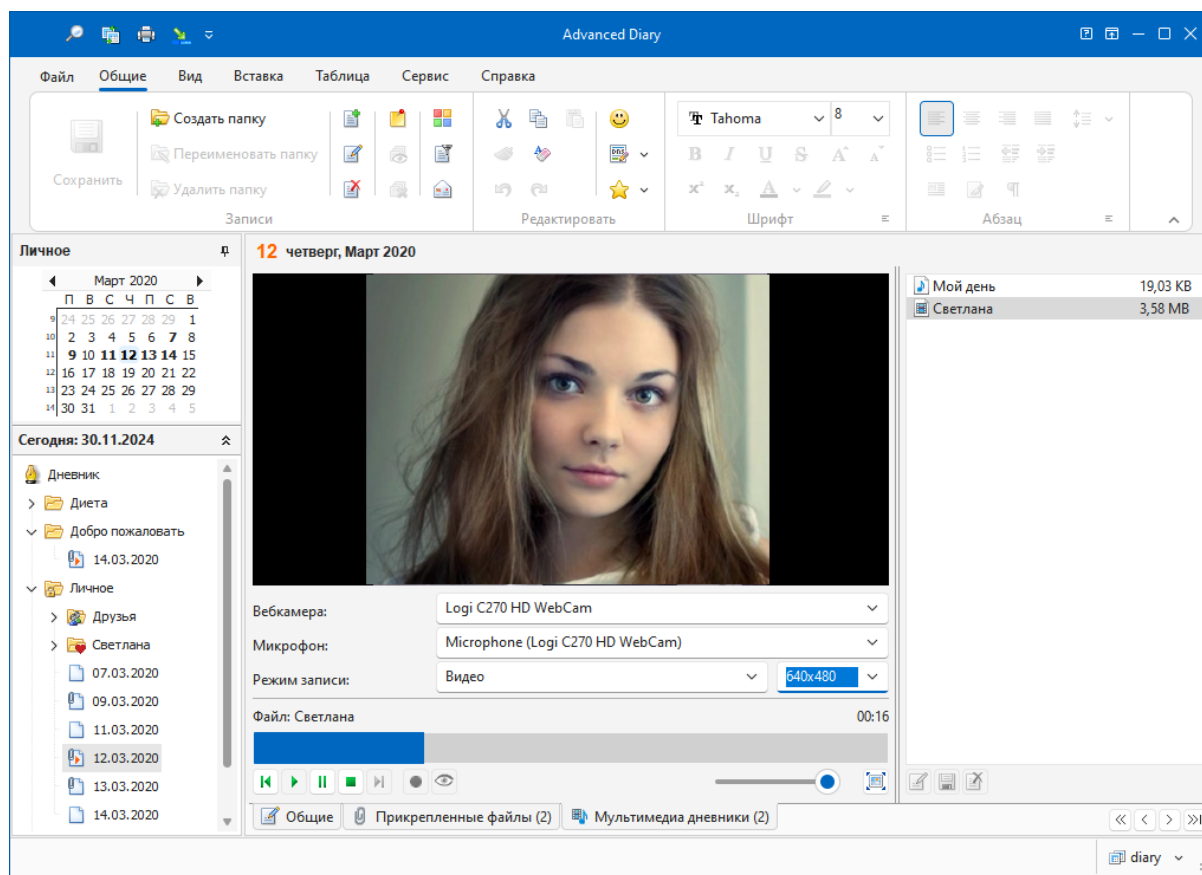 Advanced Diary
Файл Общие Вид Вставка Таблица Сервис Справка
Сохранить
Создать папку
Переименовать папку
Удалить папку
Записи
Редактировать
Tahoma 8
B I U S A A
x² x₂ A
Шрифт
Абзац
Личное
Март 2020
П В С Ч П С В
9 24 25 26 27 28 29 1
10 2 3 4 5 6 7 8
11 9 10 11 12 13 14 15
12 16 17 18 19 20 21 22
13 23 24 25 26 27 28 29
14 30 31 1 2 3 4 5
Сегодня: 30.11.2024
Дневник
Диета
Добро пожаловать
14.03.2020
Личное
Друзья
Светлана
07.03.2020
09.03.2020
11.03.2020
12.03.2020
13.03.2020
14.03.2020
12 четверг, Март 2020
Вебкамера: Logi C270 HD WebCam
Микрофон: Microphone (Logi C270 HD WebCam)
Режим записи: Видео 640x480
Файл: Светлана 00:16
Мой день 19,03 KB
Светлана 3,58 MB
Общие Прикрепленные файлы (2) Мультимедиа дневники (2)
diary